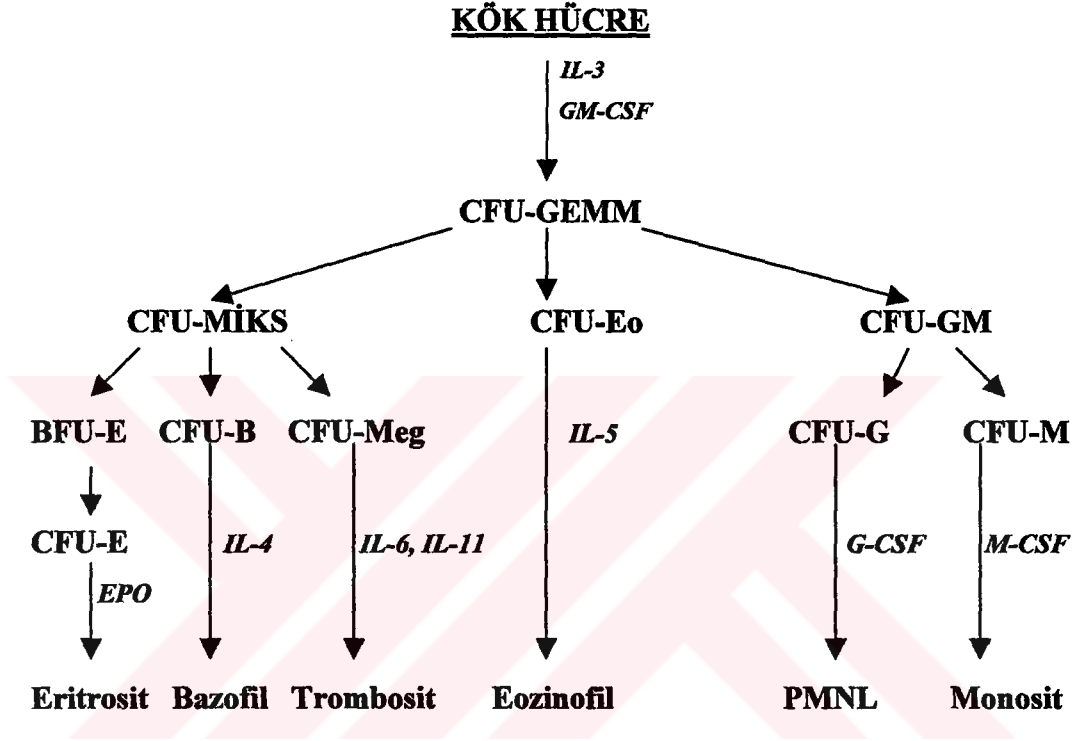 KÖK HÜCRE
IL-3
GM-CSF
CFU-GEMM
CFU-MİKS CFU-Eo CFU-GM
BFU-E CFU-B CFU-Meg IL-5 CFU-G CFU-M
CFU-E IL-4 IL-6, IL-11 G-CSF M-CSF
EPO
Eritrosit Bazofil Trombosit Eozinofil PMNL Monosit